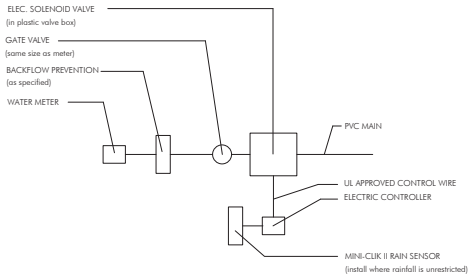 ELEC. SOLENOID VALVE
(in plastic valve box)
GATE VALVE
(same size as meter)
BACKFLOW PREVENTION
(as specified)
WATER METER
PVC MAIN
UL APPROVED CONTROL WIRE
ELECTRIC CONTROLLER
MINI-CLIK II RAIN SENSOR
(install where rainfall is unrestricted)